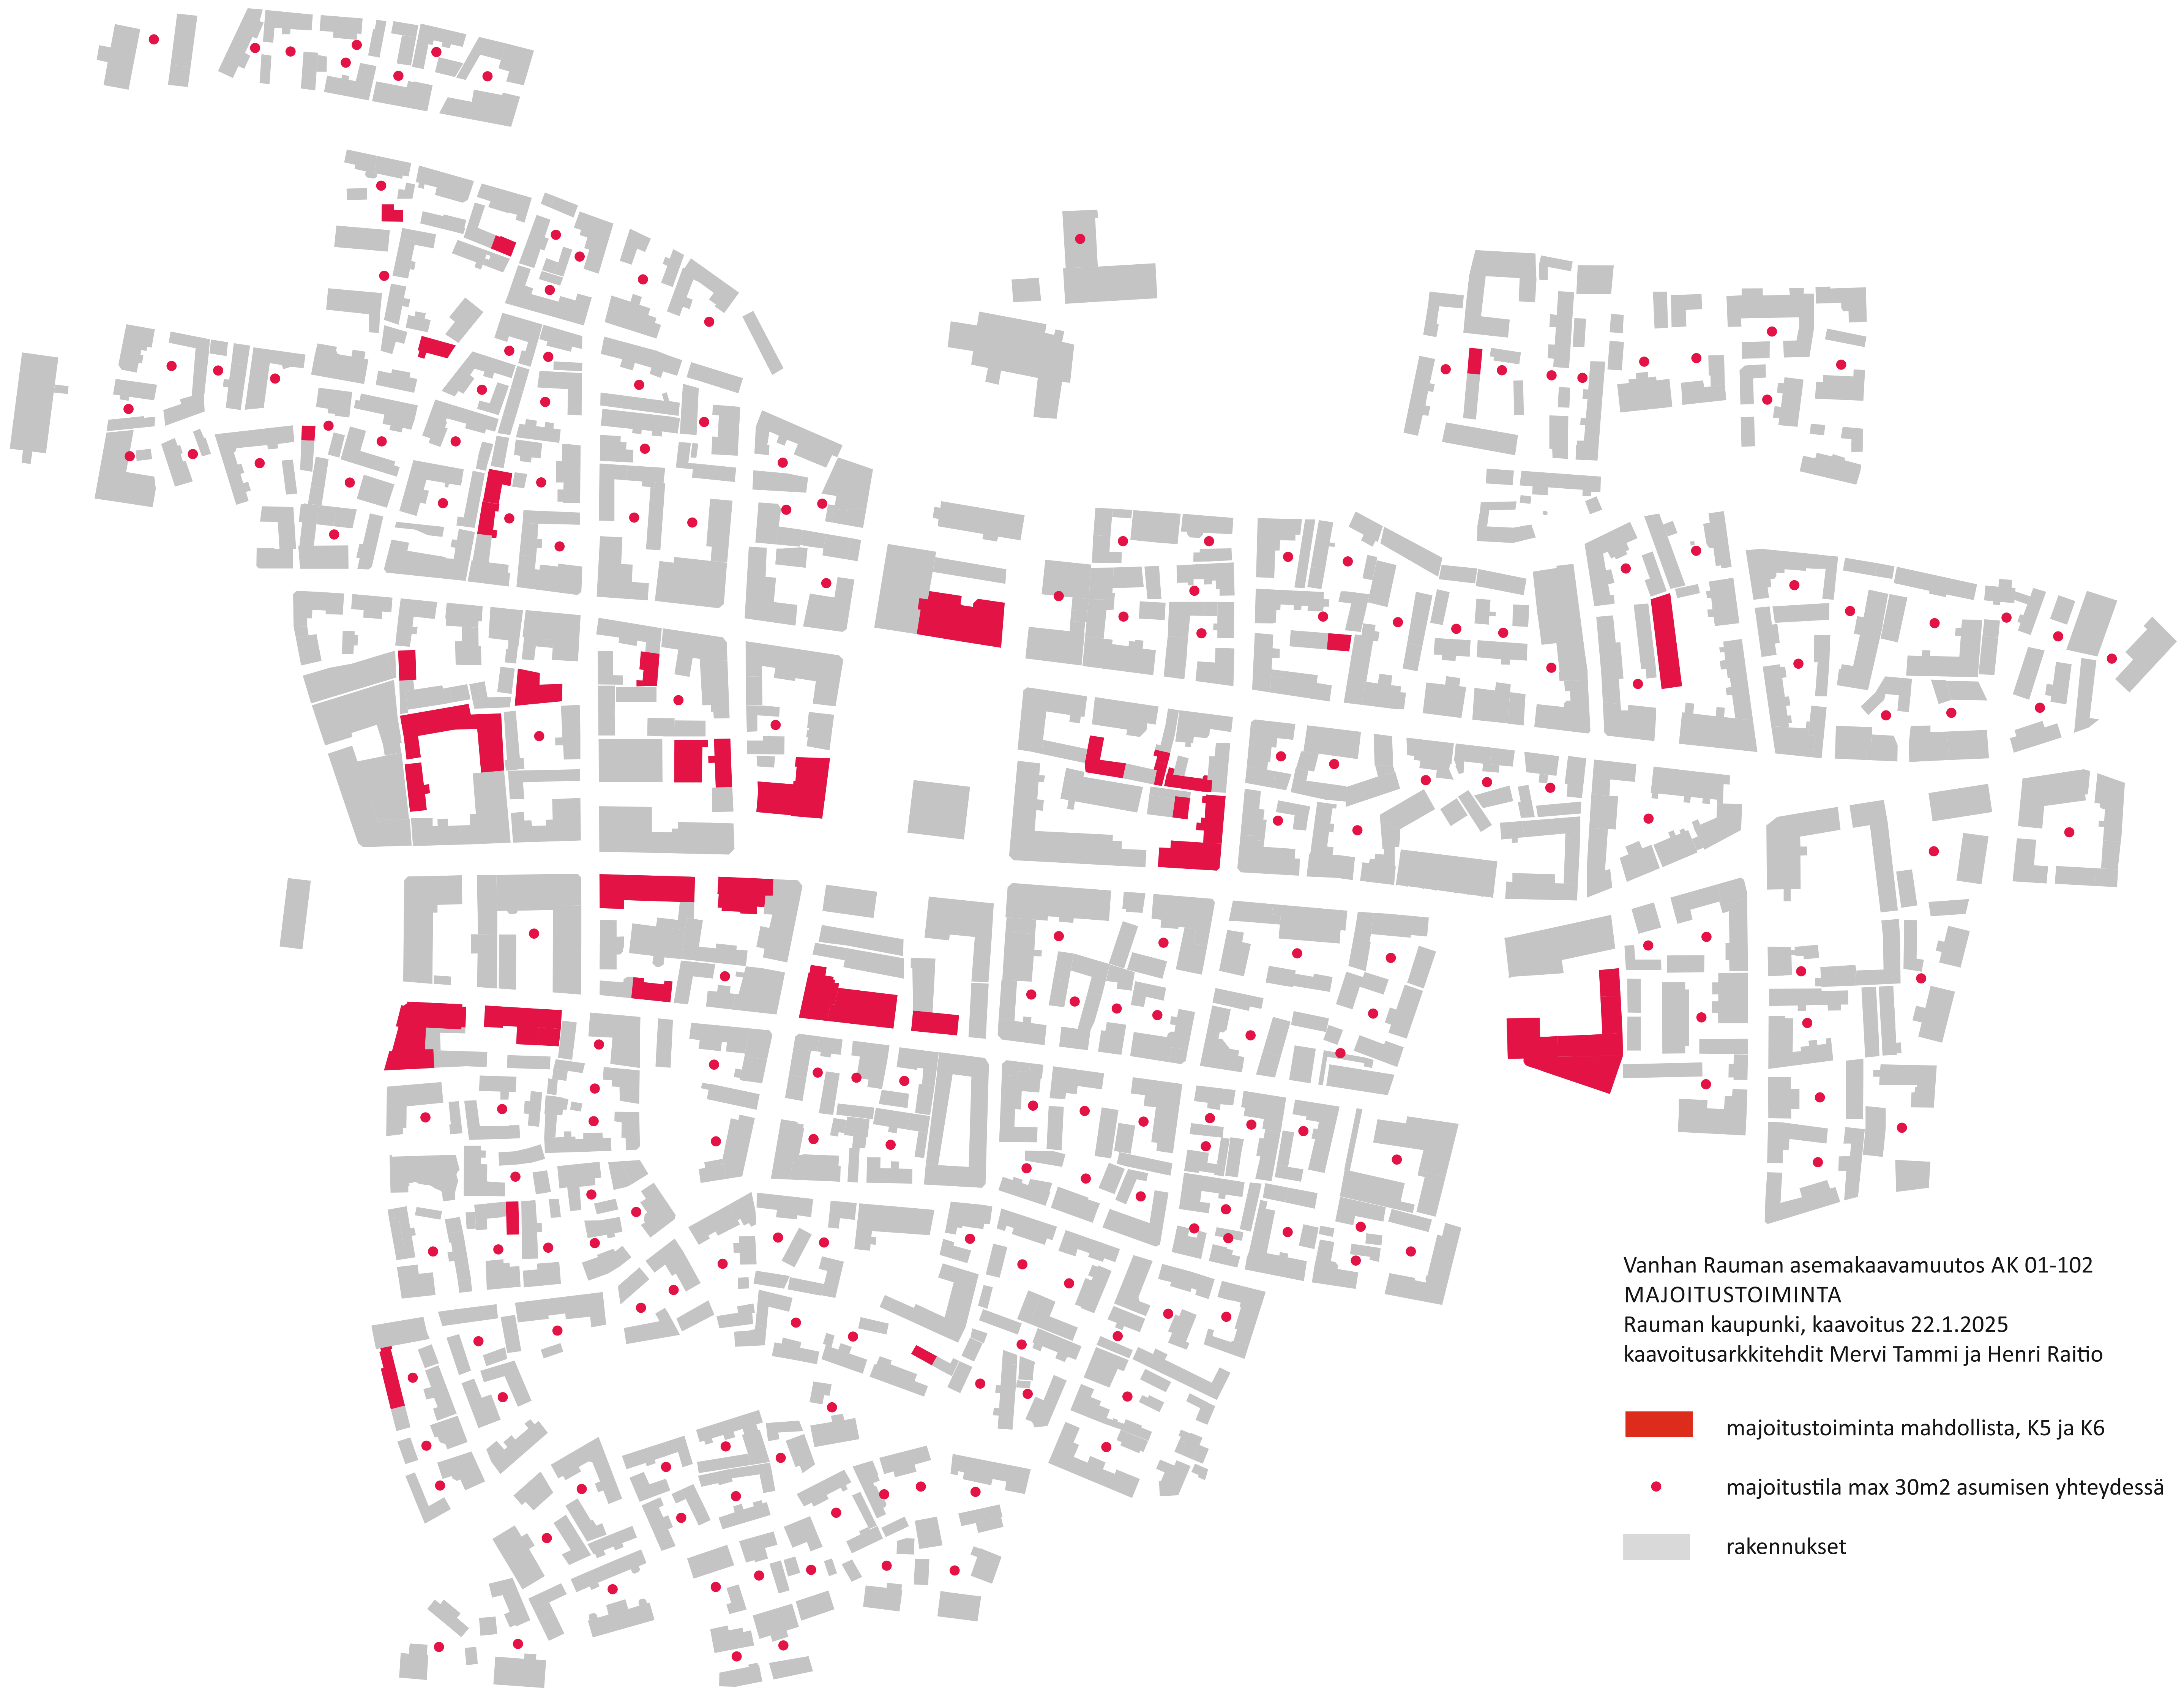 Vanhan Rauman asemakaavamuutos AK 01-102
MAJOITUSTOIMINTA
Rauman kaupunki, kaavoitus 22.1.2025
kaavoitusarkkitehdit Mervi Tammi ja Henri Raitio
majoitustoiminta mahdollista, K5 ja K6
majoitustila max 30m2 asumisen yhteydessä
rakennukset